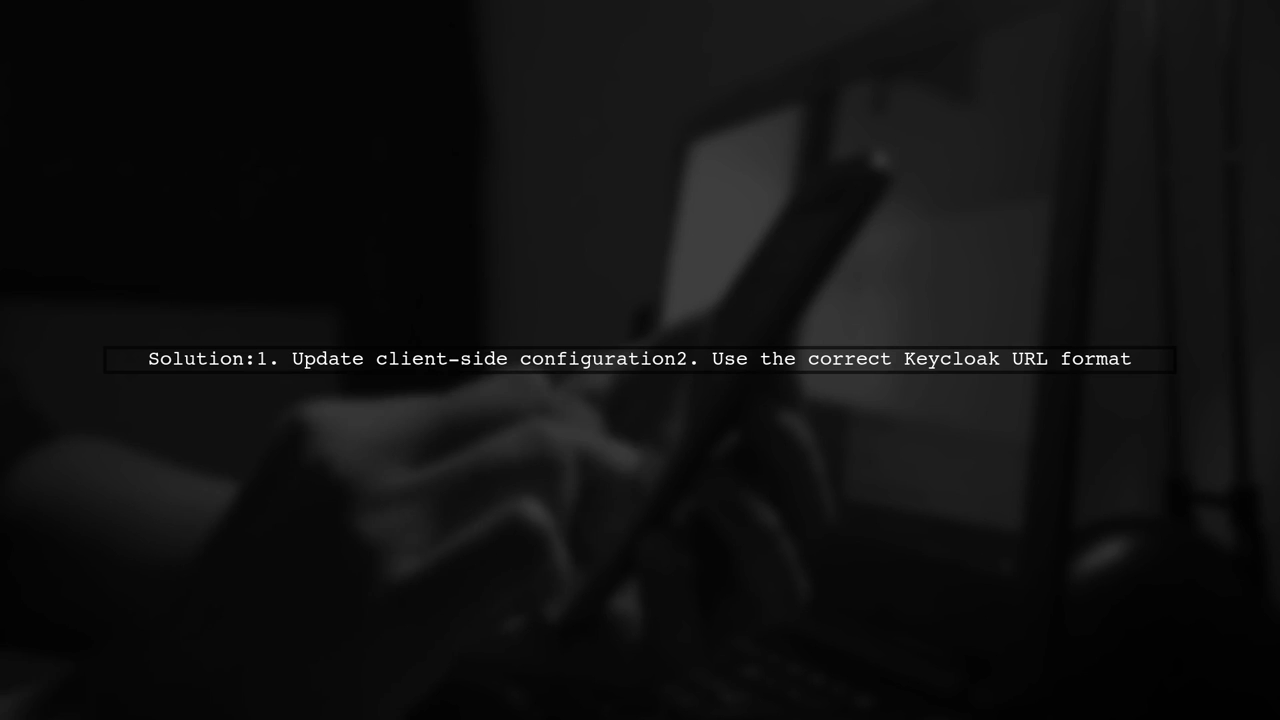 Solution:1. Update client-side configuration2. Use the correct Keycloak URL format